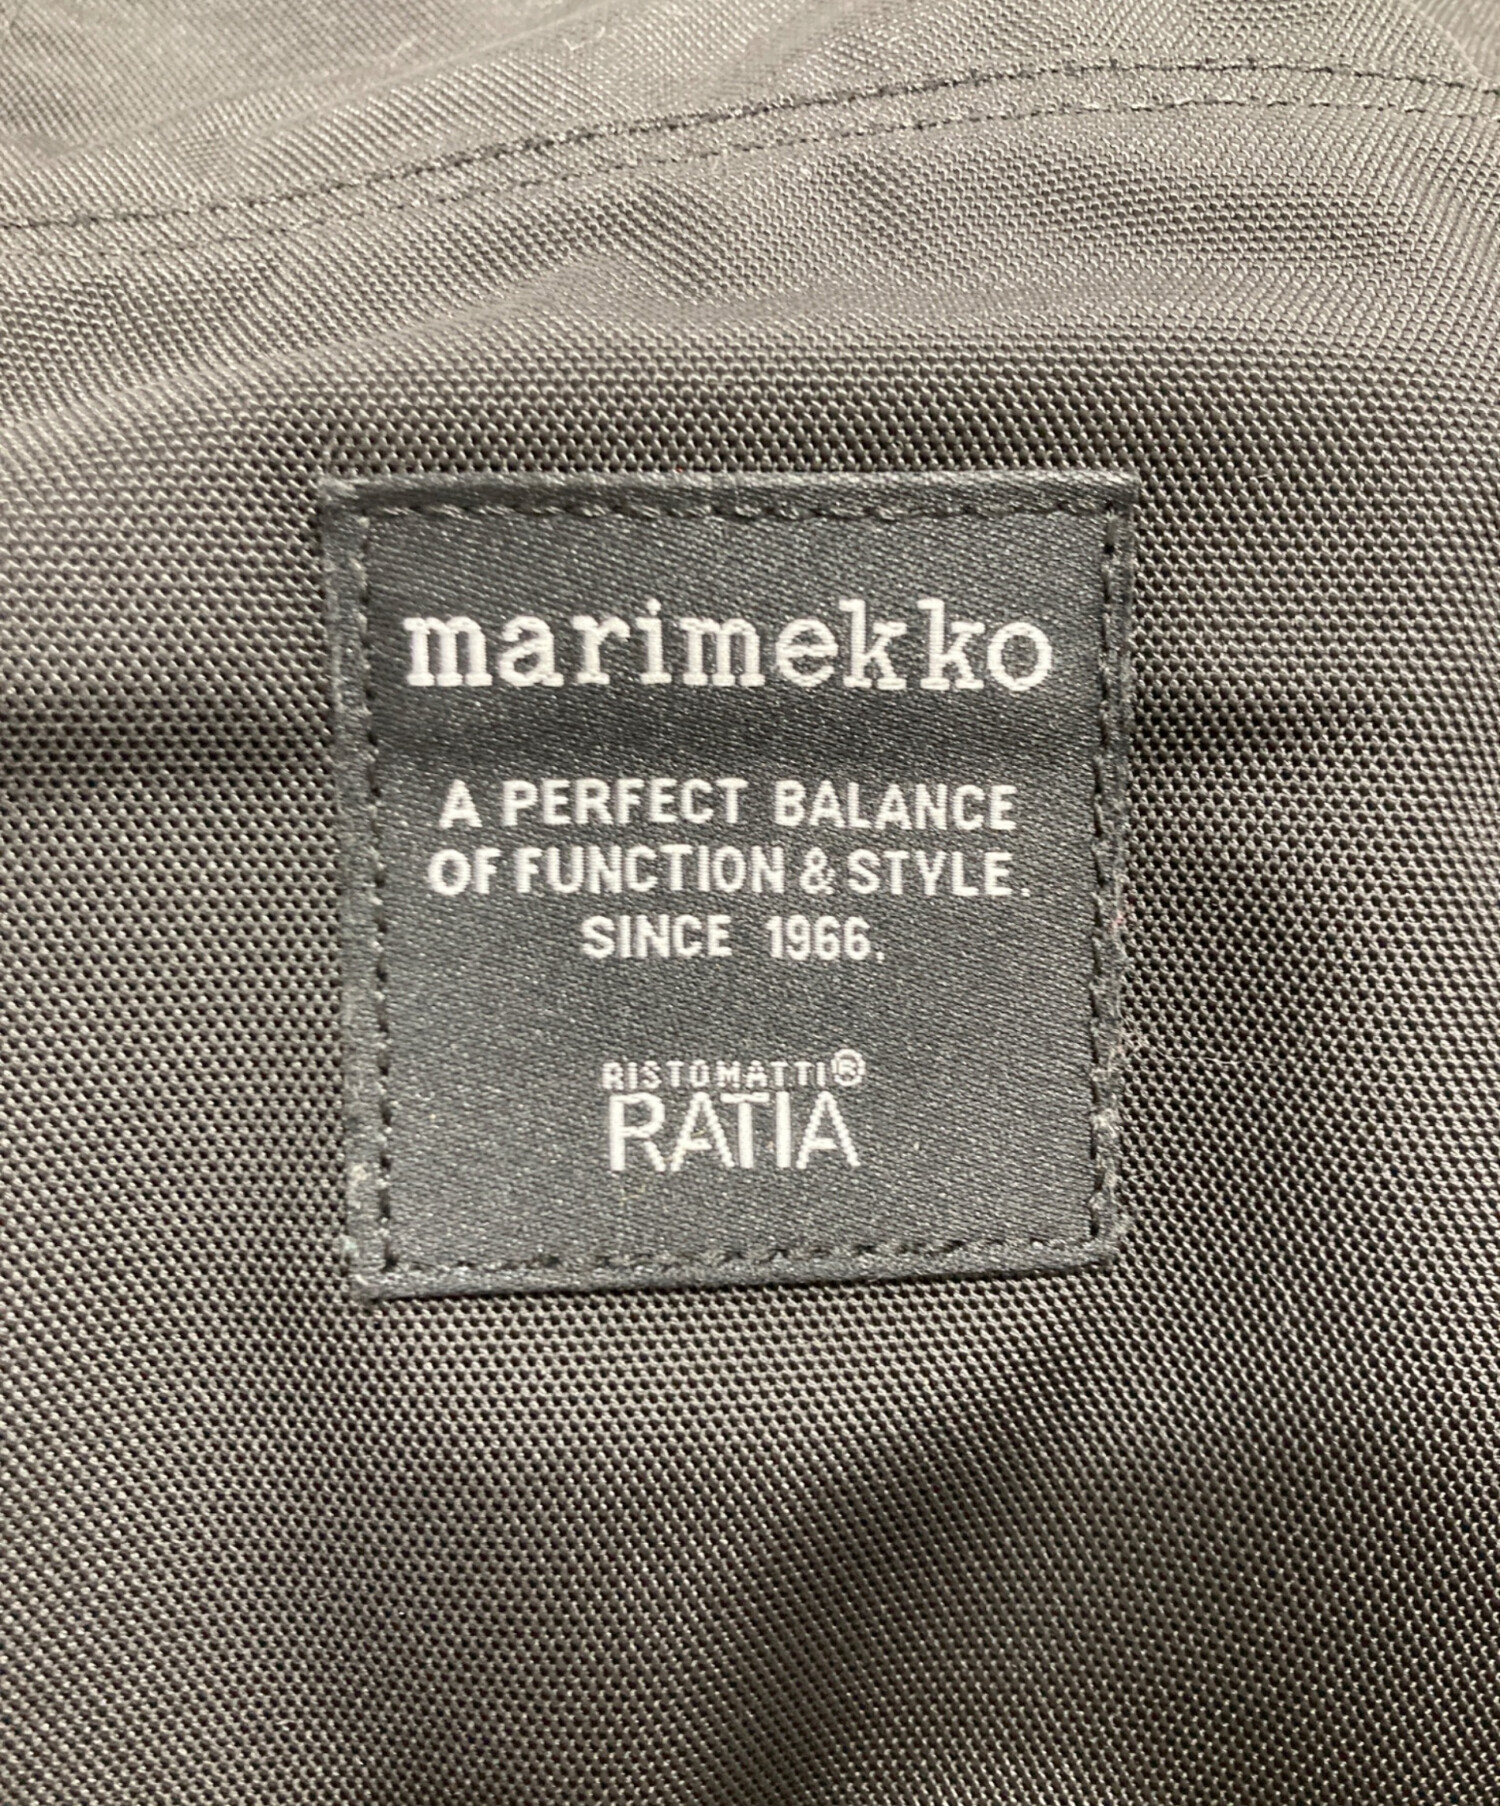 marimekko
A PERFECT BALANCE
OF FUNCTION & STYLE.
SINCE 1966.
RISTOMATTI®
RATIA